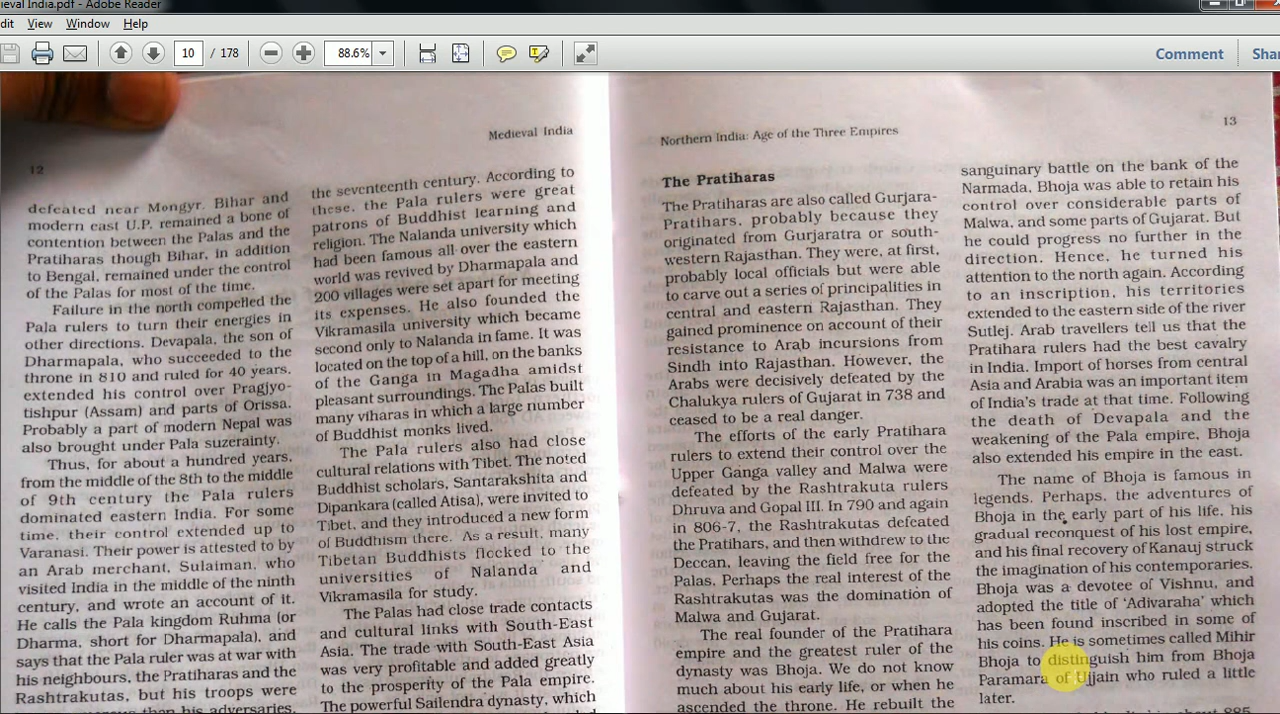 ieval India.pdf - Adobe Reader
dit View Window Help
10 / 178 88.6% Comment Shar
Medieval India
12
defeated near Mongyr. Bihar and
modern east U.P. remained a bone of
contention between the Palas and the
Pratiharas though Bihar, in addition
to Bengal, remained under the control
of the Palas for most of the time.
Failure in the north compelled the
Pala rulers to turn their energies in
other directions. Devapala, the son of
Dharmapala, who succeeded to the
throne in 810 and ruled for 40 years,
extended his control over Pragjyo-
tishpur (Assam) and parts of Orissa.
Probably a part of modern Nepal was
also brought under Pala suzerainty.
Thus, for about a hundred years,
from the middle of the 8th to the middle
of 9th century the Pala rulers
dominated eastern India. For some
time, their control extended up to
Varanasi. Their power is attested to by
an Arab merchant, Sulaiman, who
visited India in the middle of the ninth
century, and wrote an account of it.
He calls the Pala kingdom Ruhma (or
Dharma, short for Dharmapala), and
says that the Pala ruler was at war with
his neighbours, the Pratiharas and the
Rashtrakutas, but his troops were
than his adversaries.
the seventeenth century. According to
these, the Pala rulers were great
patrons of Buddhist learning and
religion. The Nalanda university which
had been famous all over the eastern
world was revived by Dharmapala and
200 villages were set apart for meeting
its expenses. He also founded the
Vikramasila university which became
second only to Nalanda in fame. It was
located on the top of a hill, on the banks
of the Ganga in Magadha amidst
pleasant surroundings. The Palas built
many viharas in which a large number
of Buddhist monks lived.
The Pala rulers also had close
cultural relations with Tibet. The noted
Buddhist scholars, Santarakshita and
Dipankara (called Atisa), were invited to
Tibet, and they introduced a new form
of Buddhism there. As a result, many
Tibetan Buddhists flocked to the
universities of Nalanda and
Vikramasila for study.
The Palas had close trade contacts
and cultural links with South-East
Asia. The trade with South-East Asia
was very profitable and added greatly
to the prosperity of the Pala empire.
The powerful Sailendra dynasty, which
Northern India: Age of the Three Empires
13
The Pratiharas
The Pratiharas are also called Gurjara-
Pratihars, probably because they
originated from Gurjaratra or south-
western Rajasthan. They were, at first,
probably local officials but were able
to carve out a series of principalities in
central and eastern Rajasthan. They
gained prominence on account of their
resistance to Arab incursions from
Sindh into Rajasthan. However, the
Arabs were decisively defeated by the
Chalukya rulers of Gujarat in 738 and
ceased to be a real danger.
The efforts of the early Pratihara
rulers to extend their control over the
Upper Ganga valley and Malwa were
defeated by the Rashtrakuta rulers
Dhruva and Gopal III. In 790 and again
in 806-7, the Rashtrakutas defeated
the Pratihars, and then withdrew to the
Deccan, leaving the field free for the
Palas. Perhaps the real interest of the
Rashtrakutas was the domination of
Malwa and Gujarat.
The real founder of the Pratihara
empire and the greatest ruler of the
dynasty was Bhoja. We do not know
much about his early life, or when he
ascended the throne. He rebuilt the
sanguinary battle on the bank of the
Narmada, Bhoja was able to retain his
control over considerable parts of
Malwa, and some parts of Gujarat. But
he could progress no further in the
direction. Hence, he turned his
attention to the north again. According
to an inscription, his territories
extended to the eastern side of the river
Sutlej. Arab travellers tell us that the
Pratihara rulers had the best cavalry
in India. Import of horses from central
Asia and Arabia was an important item
of India's trade at that time. Following
the death of Devapala and the
weakening of the Pala empire, Bhoja
also extended his empire in the east.
The name of Bhoja is famous in
legends. Perhaps, the adventures of
Bhoja in the early part of his life, his
gradual reconquest of his lost empire,
and his final recovery of Kanauj struck
the imagination of his contemporaries.
Bhoja was a devotee of Vishnu, and
adopted the title of 'Adivaraha' which
has been found inscribed in some of
his coins. He is sometimes called Mihir
Bhoja to distinguish him from Bhoja
Paramara of Ujjain who ruled a little
later.